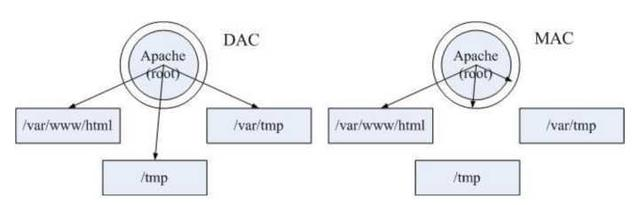 Apache
(root)
DAC
/var/www/html
/var/tmp
/tmp
Apache
(root)
MAC
/var/www/html
/var/tmp
/tmp